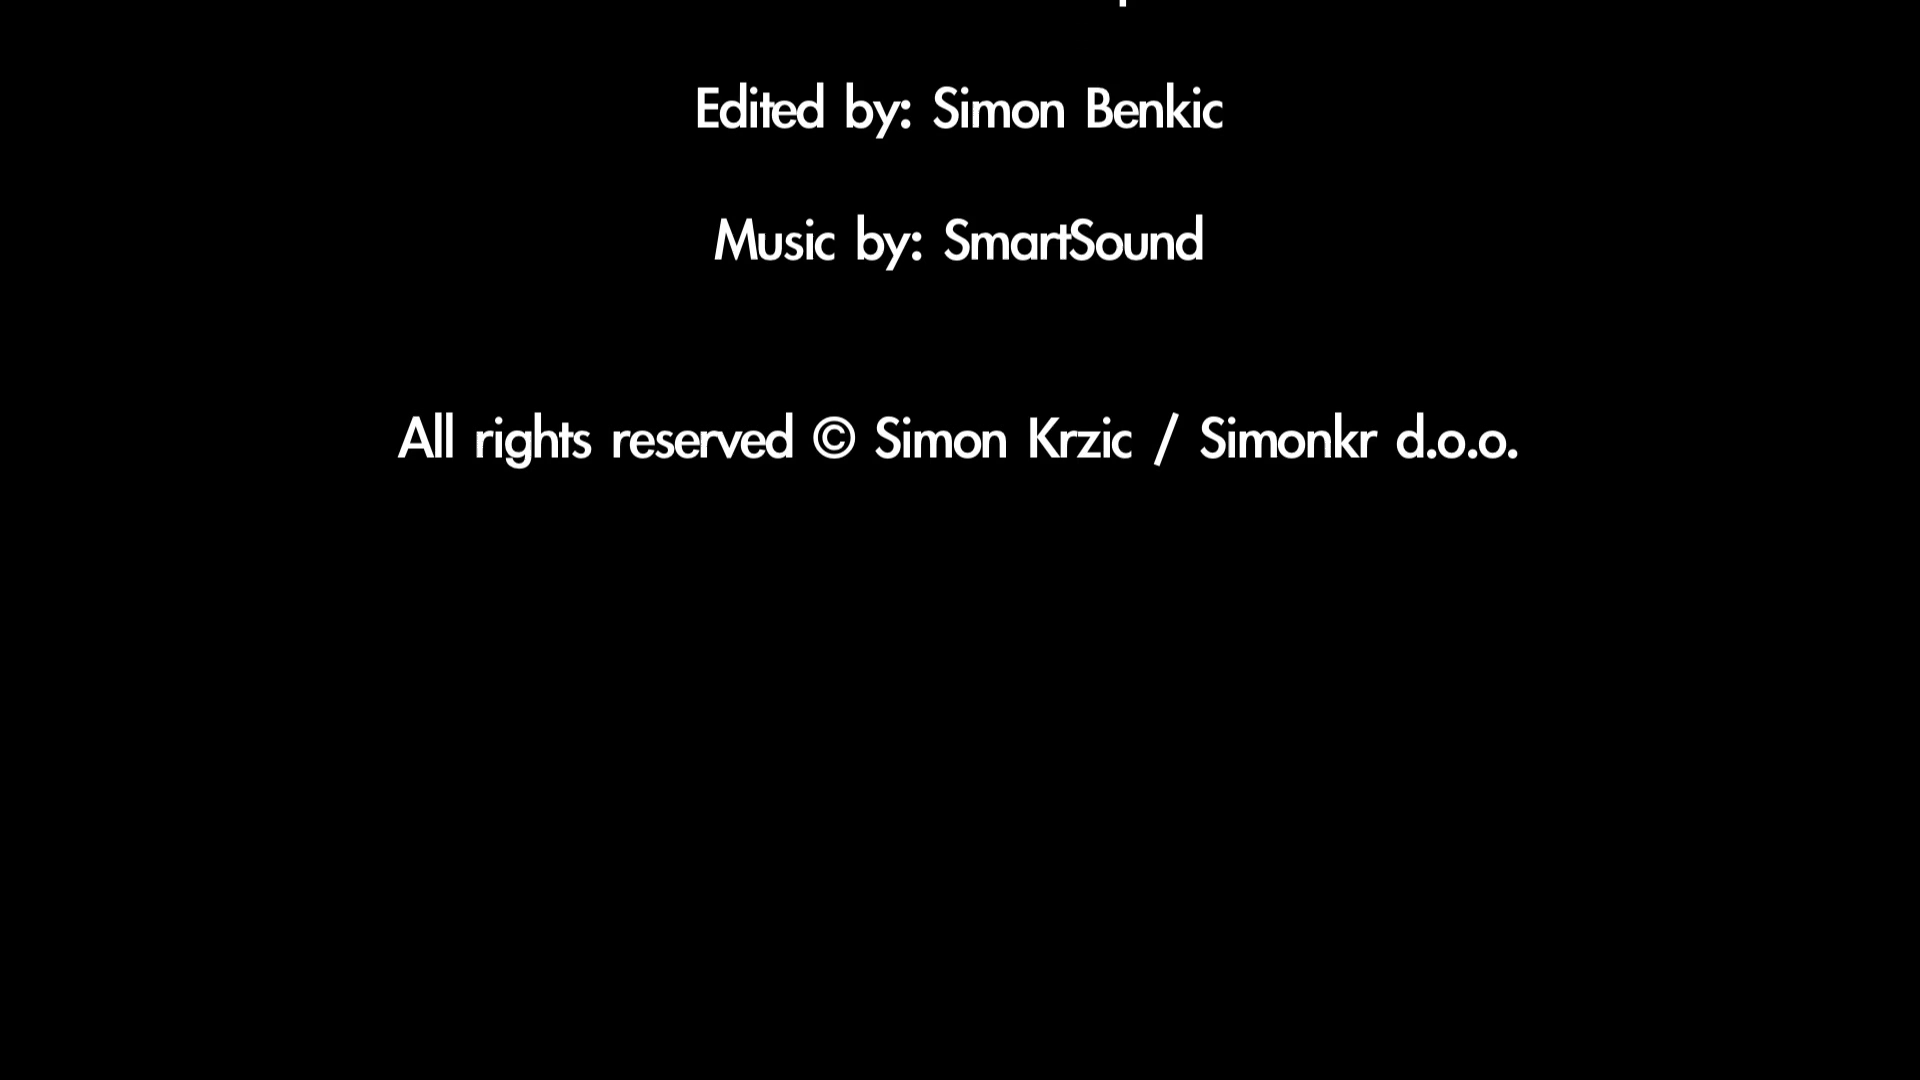 Edited by: Simon Benkic
Music by: SmartSound
All rights reserved © Simon Krzic / Simonkr d.o.o.